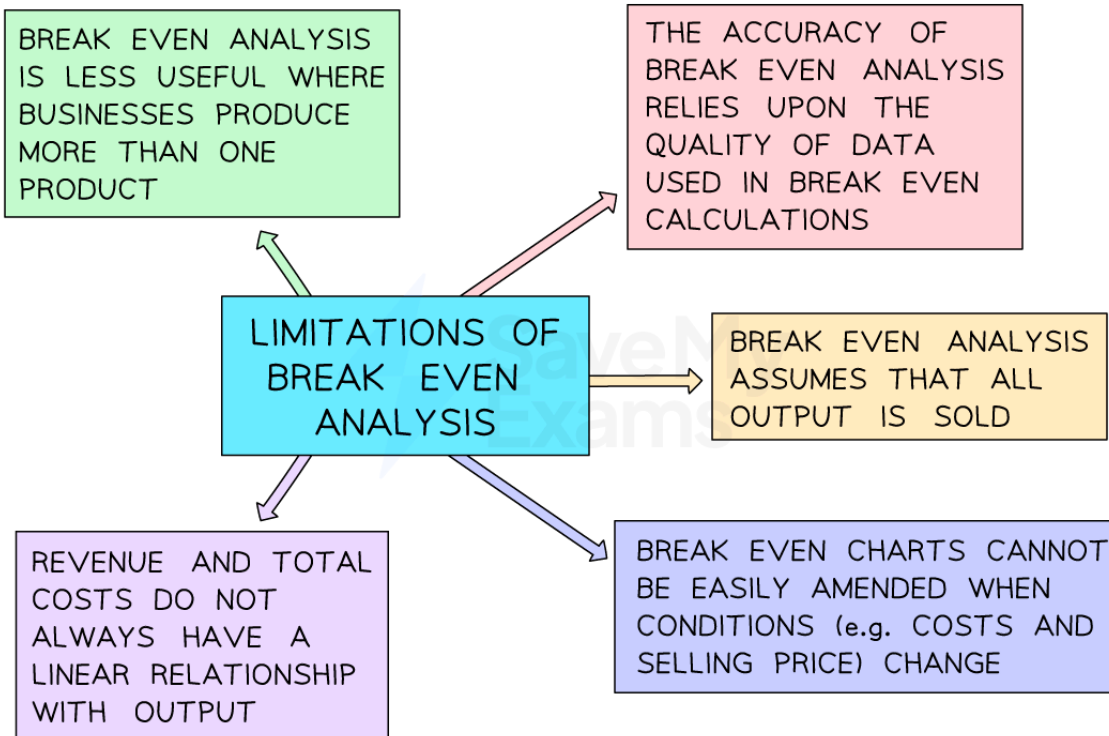 BREAK EVEN ANALYSIS
IS LESS USEFUL WHERE
BUSINESSES PRODUCE
MORE THAN ONE
PRODUCT
THE ACCURACY OF
BREAK EVEN ANALYSIS
RELIES UPON THE
QUALITY OF DATA
USED IN BREAK EVEN
CALCULATIONS
LIMITATIONS OF
BREAK EVEN
ANALYSIS
SaveMy
Exams
BREAK EVEN ANALYSIS
ASSUMES THAT ALL
OUTPUT IS SOLD
REVENUE AND TOTAL
COSTS DO NOT
ALWAYS HAVE A
LINEAR RELATIONSHIP
WITH OUTPUT
BREAK EVEN CHARTS CANNOT
BE EASILY AMENDED WHEN
CONDITIONS (e.g. COSTS AND
SELLING PRICE) CHANGE